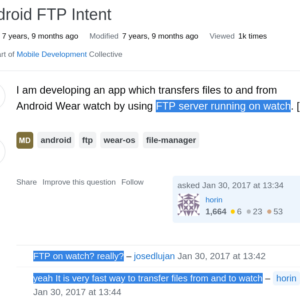 droid FTP Intent
7 years, 9 months ago Modified 7 years, 9 months ago Viewed 1k times
rt of Mobile Development Collective
I am developing an app which transfers files to and from
Android Wear watch by using FTP server running on watch. [
MD android ftp wear-os file-manager
Share Improve this question Follow
asked Jan 30, 2017 at 13:34
horin
1,664 6 23 53
FTP on watch? really? – josedlujan Jan 30, 2017 at 13:42
yeah It is very fast way to transfer files from and to watch – horin
Jan 30, 2017 at 13:44